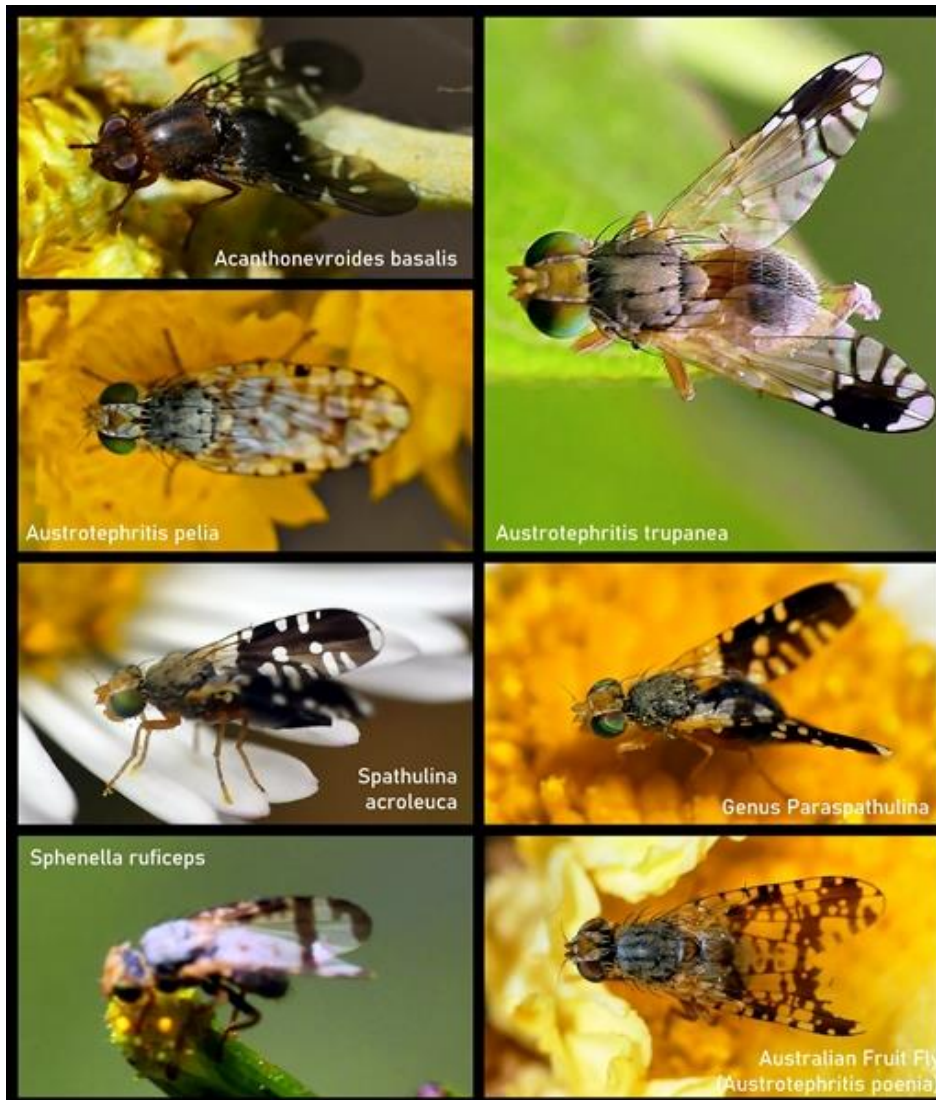 Acanthonevroides basalis
Austrotephritis pelia
Austrotephritis trupanea
Spathulina
acroleuca
Genus Paraspathulina
Sphenella ruficeps
Australian Fruit Fly
(Austrotephritis poenia